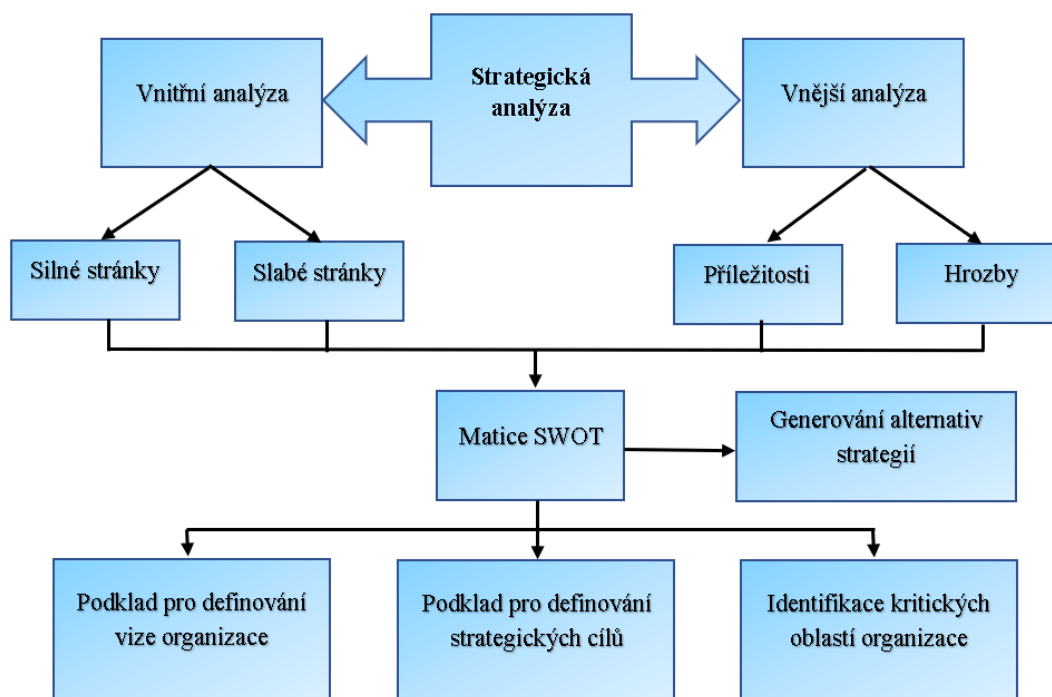 Vnitřní analýza
Strategická
analýza
Vnější analýza
Silné stránky
Slabé stránky
Příležitosti
Hrozby
Matice SWOT
Generování alternativ
strategií
Podklad pro definování
vize organizace
Podklad pro definování
strategických cílů
Identifikace kritických
oblastí organizace